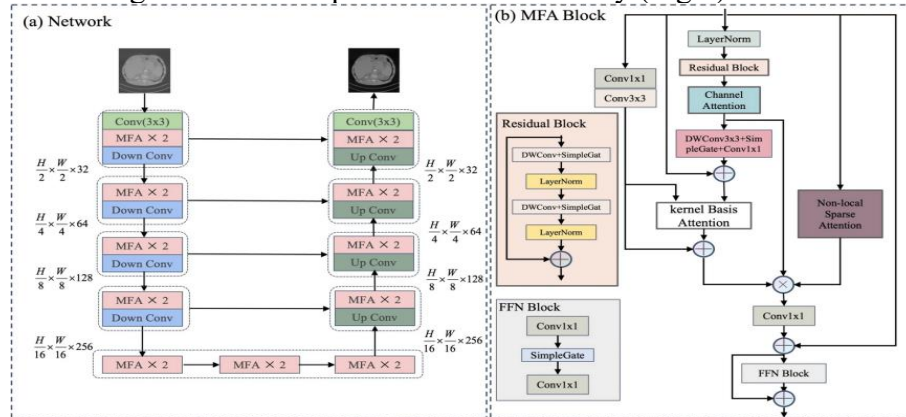 (a) Network
Conv(3x3)
MFA × 2
Down Conv
H/2 × W/2 ×32
MFA × 2
Down Conv
H/4 × W/4 ×64
MFA × 2
Down Conv
H/8 × W/8 ×128
MFA × 2
Down Conv
H/16 × W/16 ×256
MFA × 2
MFA × 2
MFA × 2
Conv(3x3)
MFA × 2
Up Conv
H/2 × W/2 ×32
MFA × 2
Up Conv
H/4 × W/4 ×64
MFA × 2
Up Conv
H/8 × W/8 ×128
MFA × 2
Up Conv
H/16 × W/16 ×256
(b) MFA Block
LayerNorm
Residual Block
Channel
Attention
DWConv3x3+Sim
pleGate+Conv1x1
Conv1x1
Conv3x3
kernel Basis
Attention
Non-local
Sparse
Attention
Conv1x1
FFN Block
Residual Block
DWConv+SimpleGat
LayerNorm
DWConv+SimpleGat
LayerNorm
FFN Block
Conv1x1
SimpleGate
Conv1x1